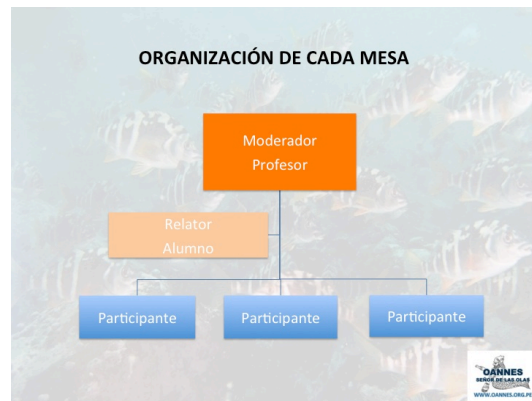 ORGANIZACIÓN DE CADA MESA
Moderador
Profesor
Relator
Alumno
Participante
Participante
Participante
OANNES
SEÑOR DE LAS OLAS
WWW.OANNES.ORG.PE